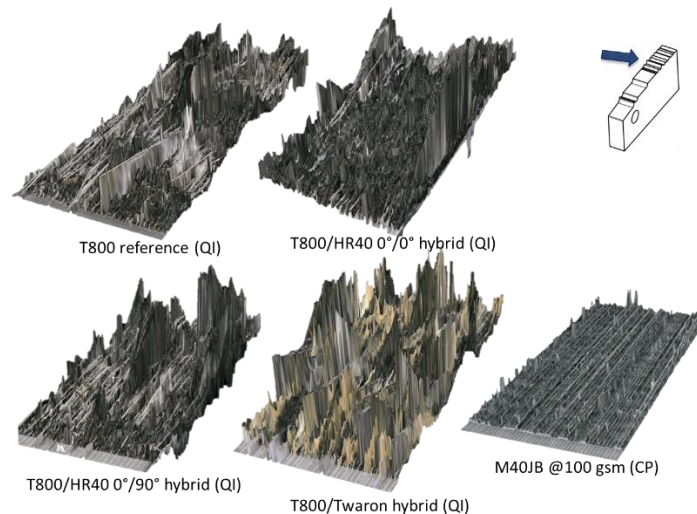 T800 reference (QI)
T800/HR40 0°/0° hybrid (QI)
T800/HR40 0°/90° hybrid (QI)
T800/Twaron hybrid (QI)
M40JB @100 gsm (CP)